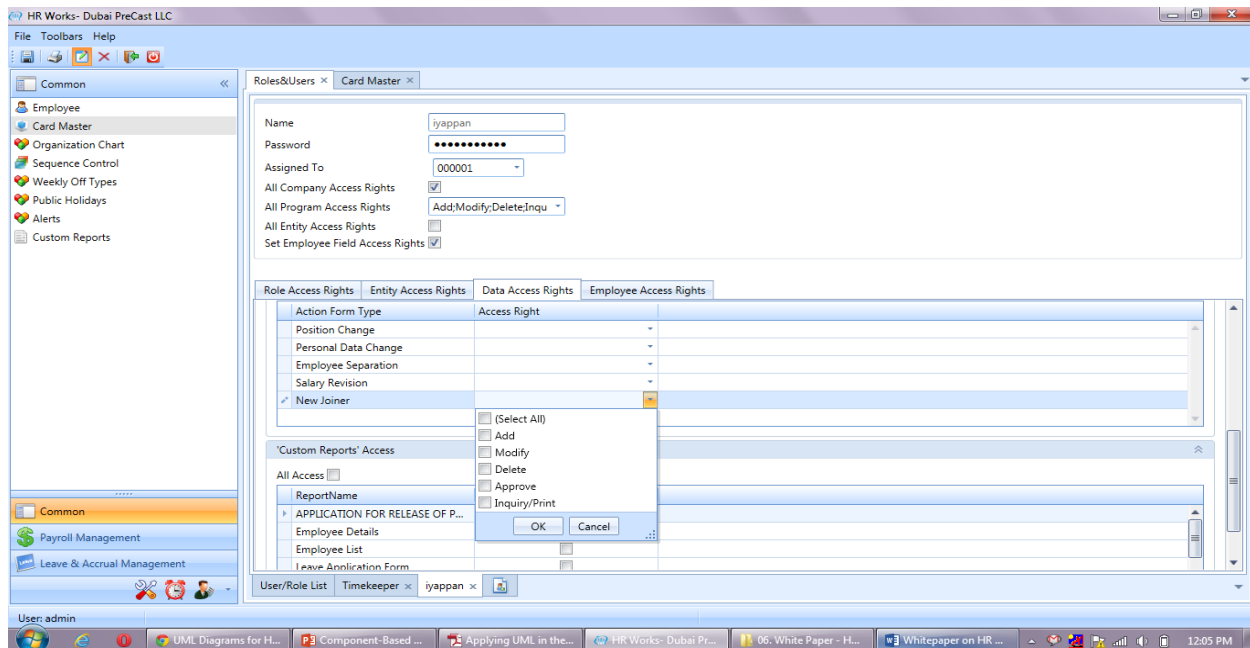 HR Works- Dubai PreCast LLC
File Toolbars Help
Common
Employee
Card Master
Organization Chart
Sequence Control
Weekly Off Types
Public Holidays
Alerts
Custom Reports
Common
Payroll Management
Leave & Accrual Management
Roles&Users Card Master
Name iyappan
Password
Assigned To 000001
All Company Access Rights
All Program Access Rights Add;Modify;Delete;Inqu
All Entity Access Rights
Set Employee Field Access Rights
Role Access Rights Entity Access Rights Data Access Rights Employee Access Rights
Action Form Type Access Right
Position Change
Personal Data Change
Employee Separation
Salary Revision
New Joiner
(Select All)
Add
Modify
Delete
Approve
Inquiry/Print
OK Cancel
'Custom Reports' Access
All Access
ReportName
APPLICATION FOR RELEASE OF P...
Employee Details
Employee List
Leave Application Form
User/Role List Timekeeper iyappan
User: admin
UML Diagrams for H... Component-Based ... Applying UML in the... HR Works- Dubai Pr... 06. White Paper - H... Whitepaper on HR ... 12:05 PM